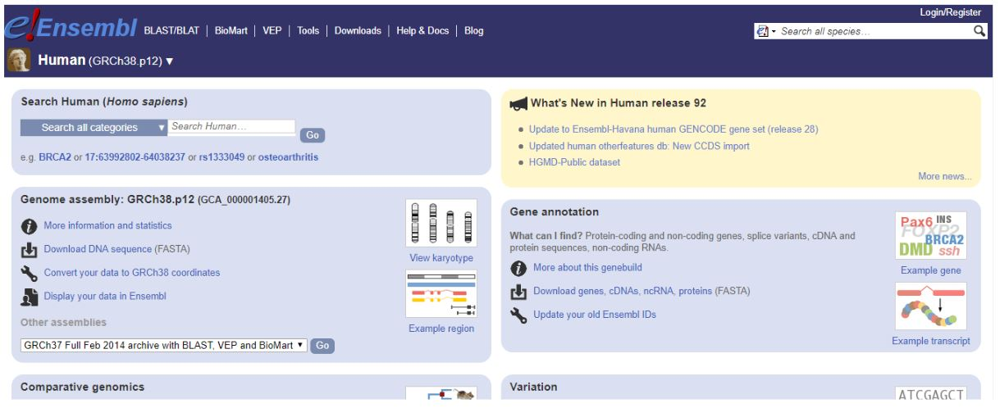 Login/Register
e!Ensembl BLAST/BLAT | BioMart | VEP | Tools | Downloads | Help & Docs | Blog
e! Search all species…
Human (GRCh38.p12) ▼
Search Human (Homo sapiens)
Search all categories ▼ Search Human…
Go
e.g. BRCA2 or 17:63992802-64038237 or rs1333049 or osteoarthritis
What's New in Human release 92
Update to Ensembl-Havana human GENCODE gene set (release 28)
Updated human otherfeatures db: New CCDS import
HGMD-Public dataset
More news...
Genome assembly: GRCh38.p12 (GCA_000001405.27)
More information and statistics
Download DNA sequence (FASTA)
Convert your data to GRCh38 coordinates
Display your data in Ensembl
View karyotype
Example region
Other assemblies
GRCh37 Full Feb 2014 archive with BLAST, VEP and BioMart ▼ Go
Gene annotation
What can I find? Protein-coding and non-coding genes, splice variants, cDNA and
protein sequences, non-coding RNAs.
More about this genebuild
Download genes, cDNAs, ncRNA, proteins (FASTA)
Update your old Ensembl IDs
Pax6 INS
FOXP2
BRCA2
DMD ssh
Example gene
Example transcript
Comparative genomics
Variation
ATCGAGCT